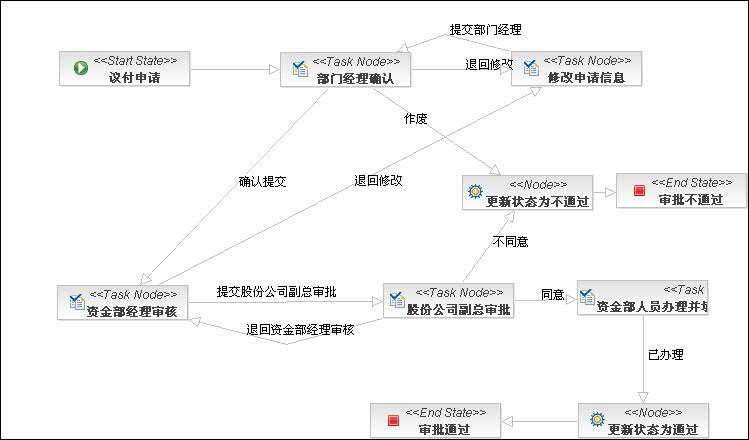 提交部门经理
<<Start State>>
议付申请
<<Task Node>>
部门经理确认
退回修改
<<Task Node>>
修改申请信息
作废
确认提交
退回修改
<<Node>>
更新状态为不通过
<<End State>>
审批不通过
不同意
<<Task Node>>
资金部经理审核
提交股份公司副总审批
<<Task Node>>
股份公司副总审批
同意
<<Task
资金部人员办理并
退回资金部经理审核
已办理
<<End State>>
审批通过
<<Node>>
更新状态为通过